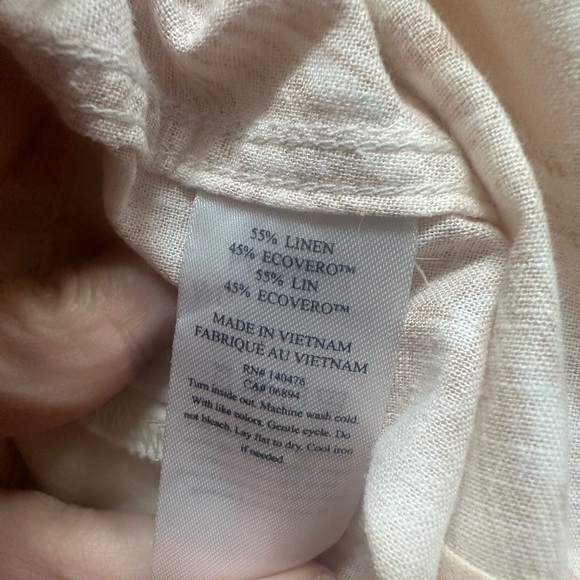 55% LINEN
45% ECOVERO™
55% LIN
45% ECOVERO™
MADE IN VIETNAM
FABRIQUÉ AU VIETNAM
RN# 140476
CA# 06894
Turn inside out. Machine wash cold.
With like colors. Gentle cycle. Do
not bleach. Lay flat to dry. Cool iron
if needed.